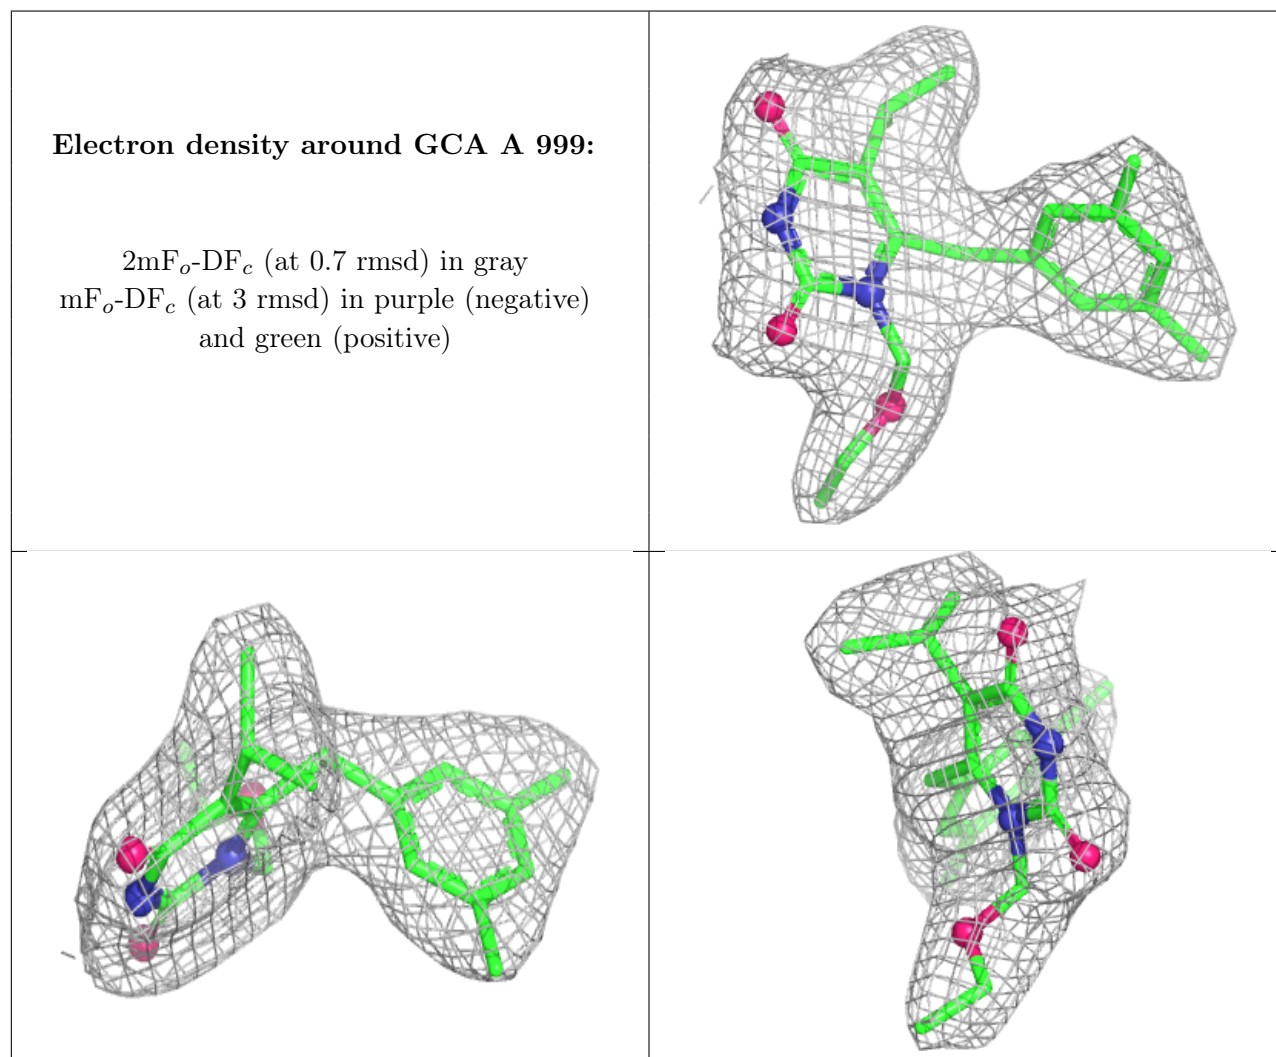 Electron density around GCA A 999:
2mFo-DFc (at 0.7 rmsd) in gray
mFo-DFc (at 3 rmsd) in purple (negative)
and green (positive)